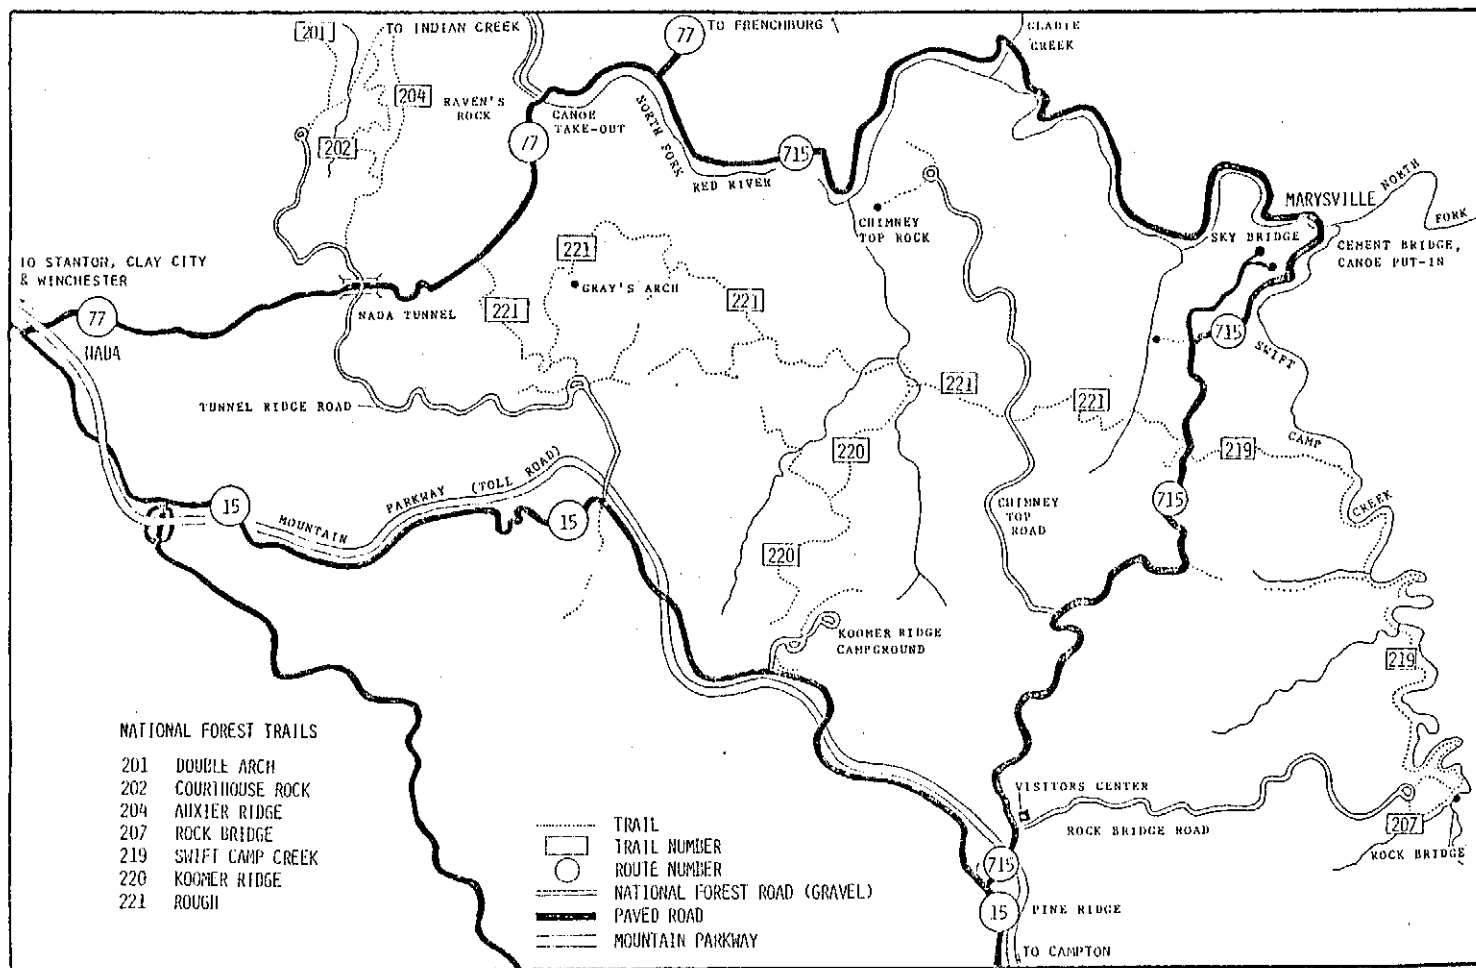 201
TO INDIAN CREEK
77
TO FRENCHBURG
GLADIE
CREEK
204
RAVEN'S
ROCK
CANOE
TAKE-OUT
77
202
NORTH FORK
RED RIVER
715
CHIMNEY
TOP ROCK
MARYSVILLE
NORTH
FORK
SKY BRIDGE
CEMENT BRIDGE,
CANOE PUT-IN
TO STANTON, CLAY CITY
& WINCHESTER
77
NADA
NADA TUNNEL
221
GRAY'S ARCH
221
221
715
SWIFT
CAMP
CREEK
TUNNEL RIDGE ROAD
221
221
219
220
15
MOUNTAIN
PARKWAY (TOLL ROAD)
15
CHIMNEY
TOP
ROAD
715
220
KOOMER RIDGE
CAMPGROUND
219
VISITORS CENTER
ROCK BRIDGE ROAD
207
ROCK BRIDGE
715
15
PINE RIDGE
TO CAMPTON
NATIONAL FOREST TRAILS
201 DOUBLE ARCH
202 COURTHOUSE ROCK
204 AUXIER RIDGE
207 ROCK BRIDGE
219 SWIFT CAMP CREEK
220 KOOMER RIDGE
221 ROUGH
TRAIL
TRAIL NUMBER
ROUTE NUMBER
NATIONAL FOREST ROAD (GRAVEL)
PAVED ROAD
MOUNTAIN PARKWAY